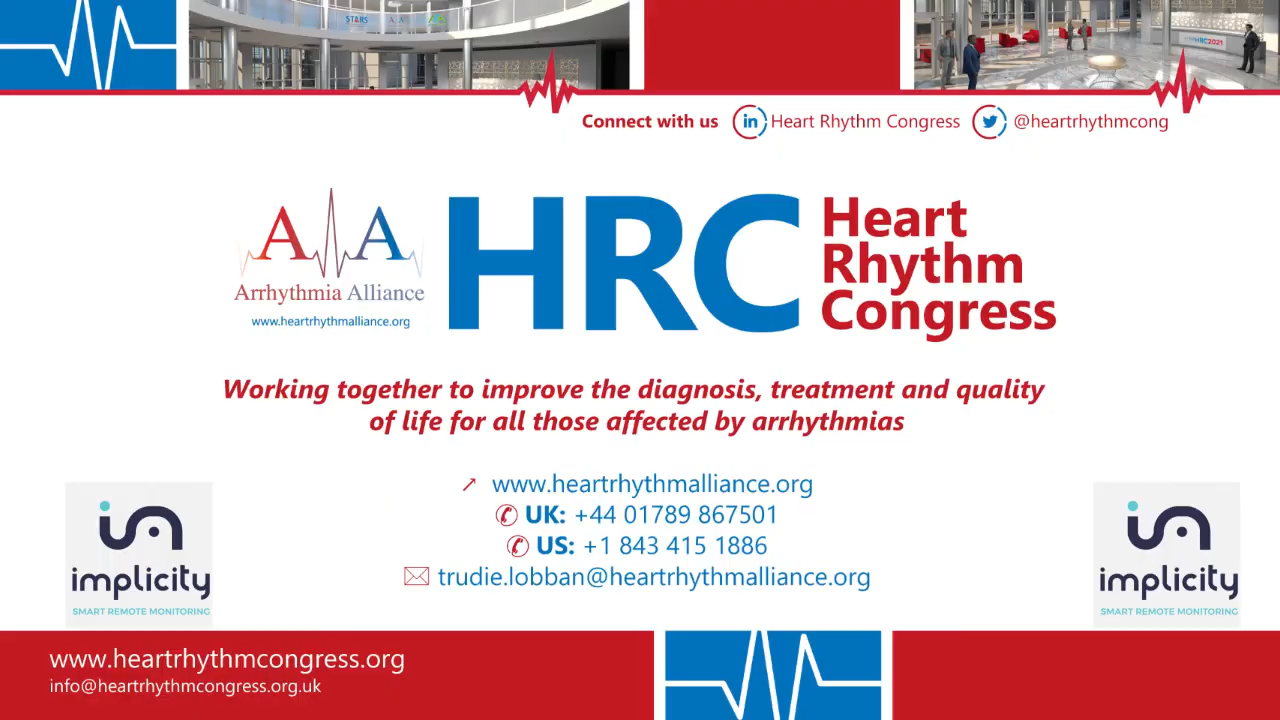 STARS
HRC2021
Connect with us
Heart Rhythm Congress
@heartrhythmcong
A A
Arrhythmia Alliance
www.heartrhythmalliance.org
HRC
Heart
Rhythm
Congress
Working together to improve the diagnosis, treatment and quality
of life for all those affected by arrhythmias
www.heartrhythmalliance.org
UK: +44 01789 867501
US: +1 843 415 1886
trudie.lobban@heartrhythmalliance.org
implicity
SMART REMOTE MONITORING
implicity
SMART REMOTE MONITORING
www.heartrhythmcongress.org
info@heartrhythmcongress.org.uk